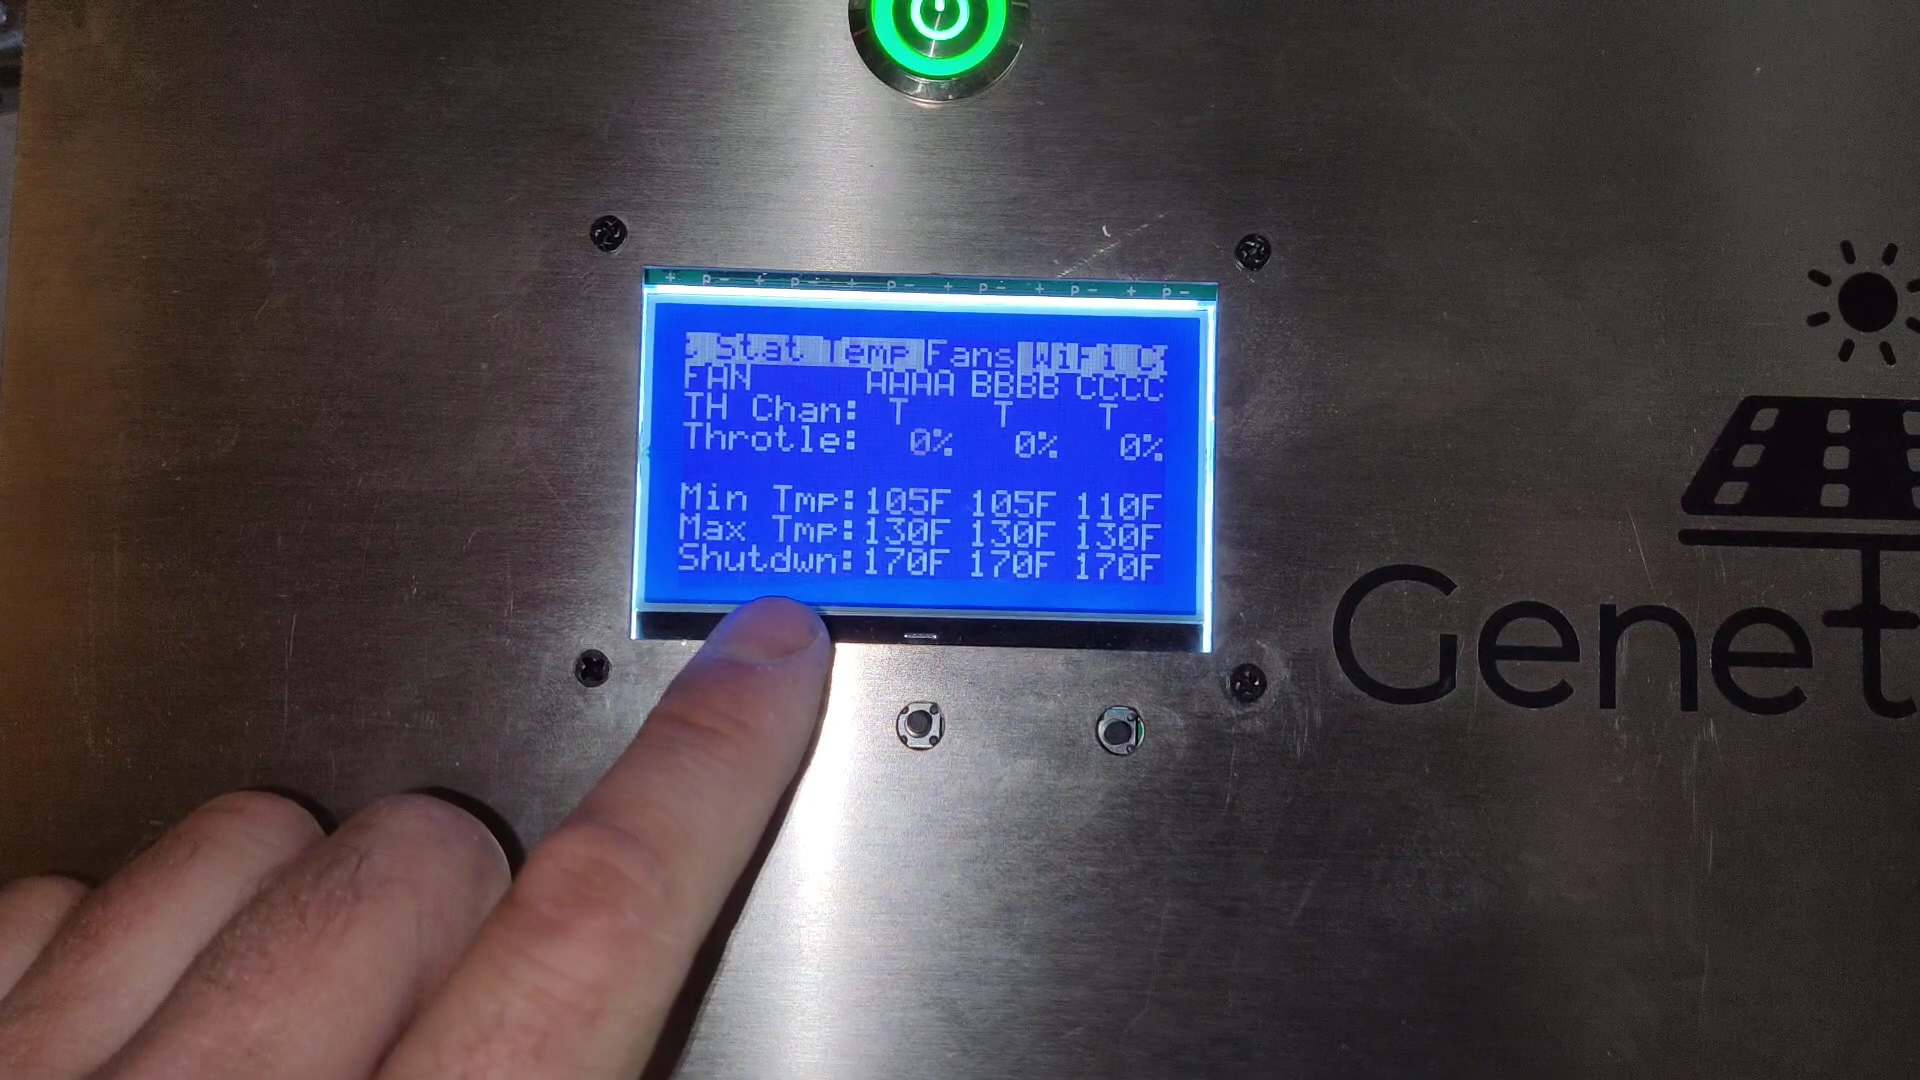 + P - + P - + P - + P - + P - + P -
Stat Temp Fans WiFi
FAN AAAA BBBB CCCC
TH Chan: T T T
Throtle: 0% 0% 0%
Min Tmp: 105F 105F 110F
Max Tmp: 130F 130F 130F
Shutdwn: 170F 170F 170F
Genet